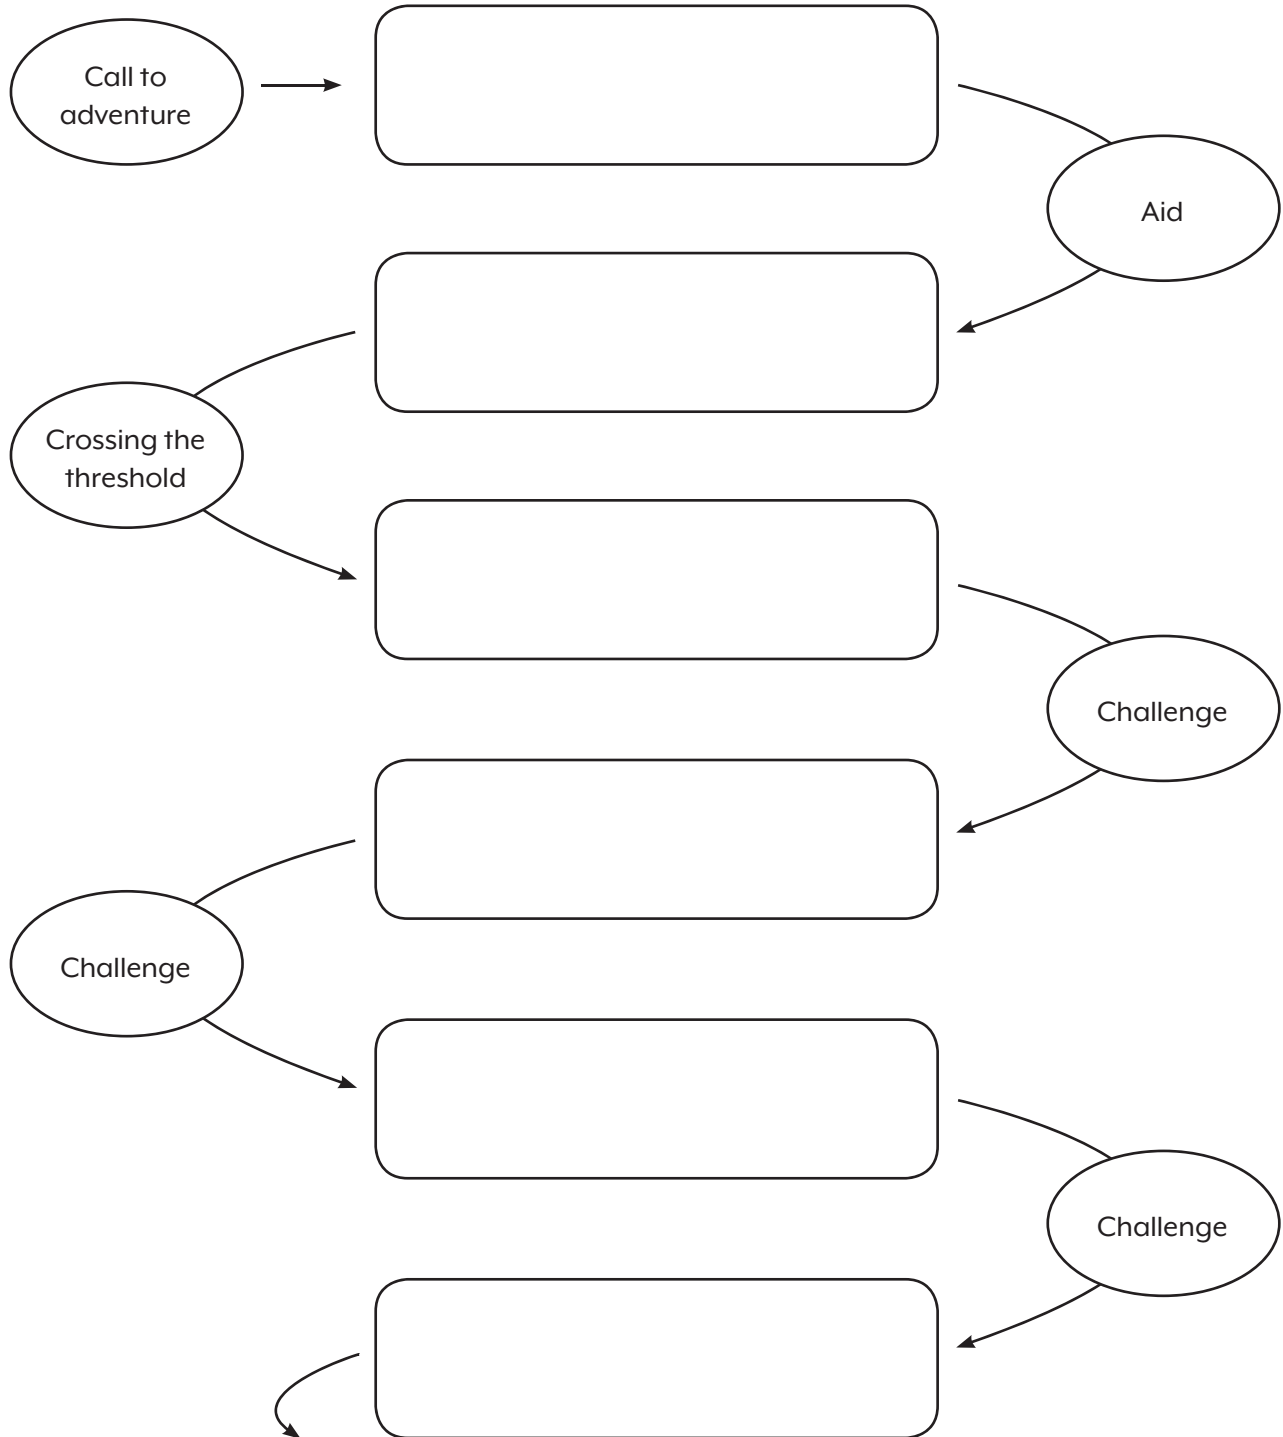 Call to
adventure
Aid
Crossing the
threshold
Challenge
Challenge
Challenge